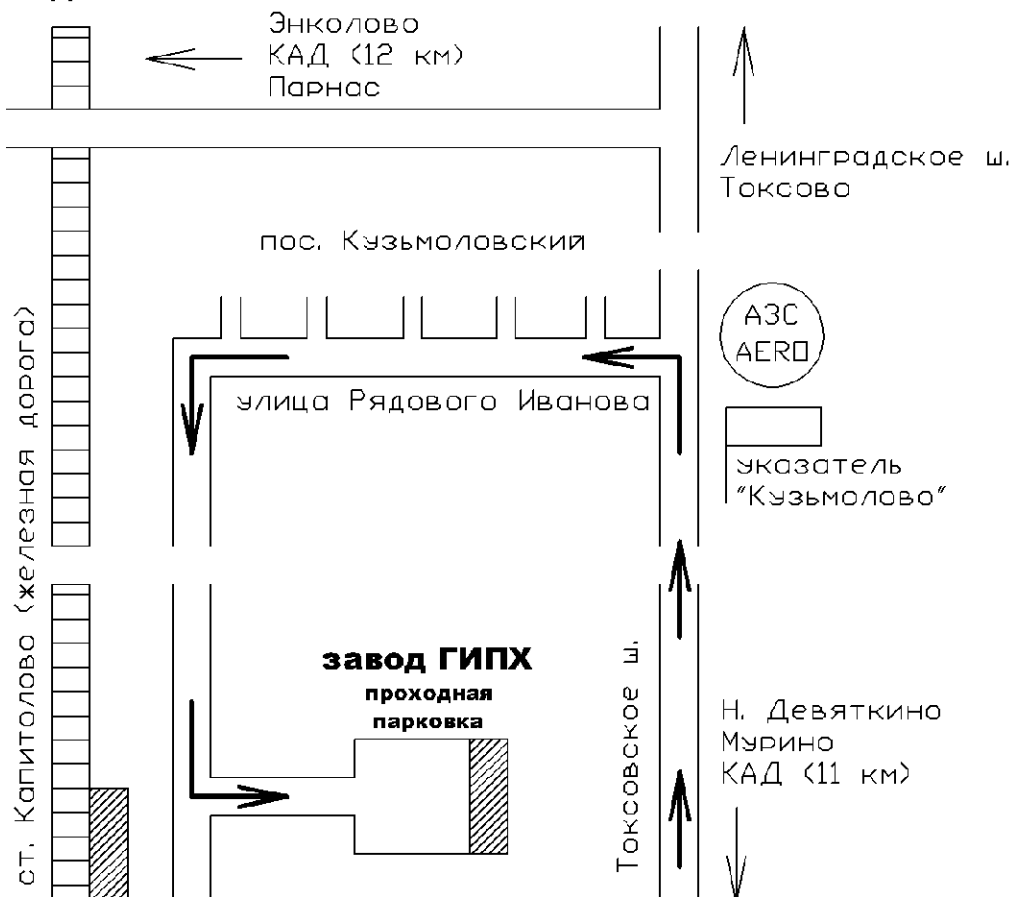 Энколово
КАД (12 км)
Парнас
Ленинградское ш.
Токсово
пос. Кузьмоловский
АЗС
AERO
улица Рядового Иванова
указатель
"Кузьмолово"
ст. Капитолово (железная дорога)
завод ГИПХ
проходная
парковка
Токсовское ш.
Н. Девяткино
Мурино
КАД (11 км)